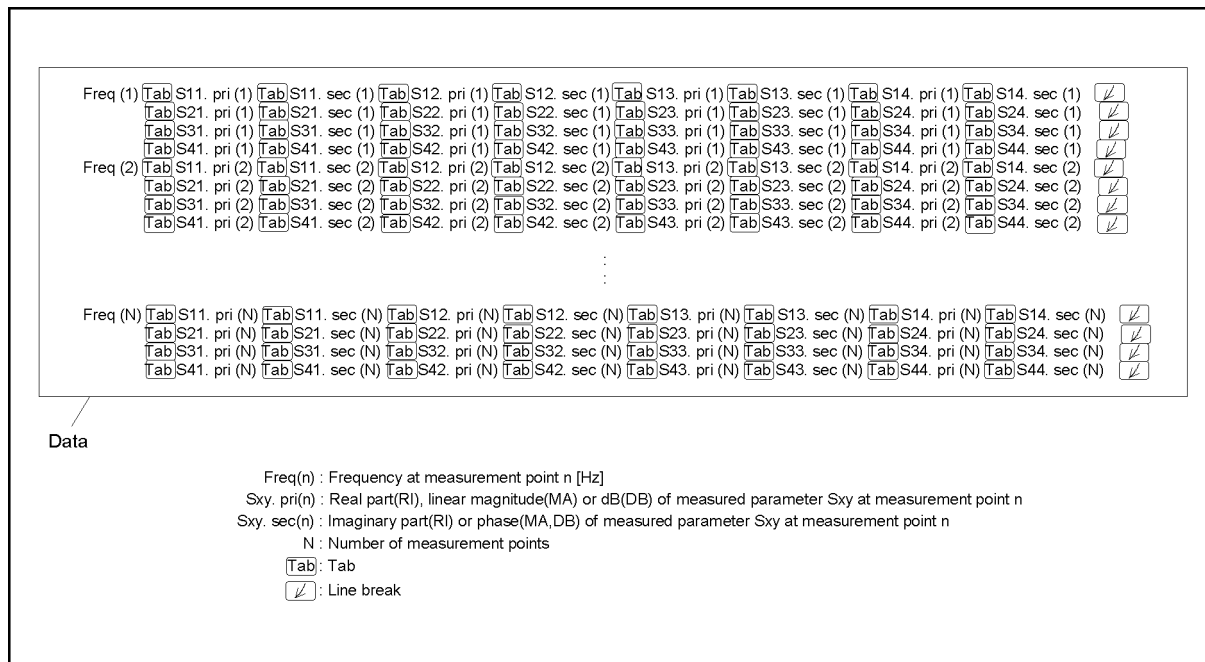 Freq (1) Tab S11. pri (1) Tab S11. sec (1) Tab S12. pri (1) Tab S12. sec (1) Tab S13. pri (1) Tab S13. sec (1) Tab S14. pri (1) Tab S14. sec (1)
Tab S21. pri (1) Tab S21. sec (1) Tab S22. pri (1) Tab S22. sec (1) Tab S23. pri (1) Tab S23. sec (1) Tab S24. pri (1) Tab S24. sec (1)
Tab S31. pri (1) Tab S31. sec (1) Tab S32. pri (1) Tab S32. sec (1) Tab S33. pri (1) Tab S33. sec (1) Tab S34. pri (1) Tab S34. sec (1)
Tab S41. pri (1) Tab S41. sec (1) Tab S42. pri (1) Tab S42. sec (1) Tab S43. pri (1) Tab S43. sec (1) Tab S44. pri (1) Tab S44. sec (1)
Freq (2) Tab S11. pri (2) Tab S11. sec (2) Tab S12. pri (2) Tab S12. sec (2) Tab S13. pri (2) Tab S13. sec (2) Tab S14. pri (2) Tab S14. sec (2)
Tab S21. pri (2) Tab S21. sec (2) Tab S22. pri (2) Tab S22. sec (2) Tab S23. pri (2) Tab S23. sec (2) Tab S24. pri (2) Tab S24. sec (2)
Tab S31. pri (2) Tab S31. sec (2) Tab S32. pri (2) Tab S32. sec (2) Tab S33. pri (2) Tab S33. sec (2) Tab S34. pri (2) Tab S34. sec (2)
Tab S41. pri (2) Tab S41. sec (2) Tab S42. pri (2) Tab S42. sec (2) Tab S43. pri (2) Tab S43. sec (2) Tab S44. pri (2) Tab S44. sec (2)
:
:
Freq (N) Tab S11. pri (N) Tab S11. sec (N) Tab S12. pri (N) Tab S12. sec (N) Tab S13. pri (N) Tab S13. sec (N) Tab S14. pri (N) Tab S14. sec (N)
Tab S21. pri (N) Tab S21. sec (N) Tab S22. pri (N) Tab S22. sec (N) Tab S23. pri (N) Tab S23. sec (N) Tab S24. pri (N) Tab S24. sec (N)
Tab S31. pri (N) Tab S31. sec (N) Tab S32. pri (N) Tab S32. sec (N) Tab S33. pri (N) Tab S33. sec (N) Tab S34. pri (N) Tab S34. sec (N)
Tab S41. pri (N) Tab S41. sec (N) Tab S42. pri (N) Tab S42. sec (N) Tab S43. pri (N) Tab S43. sec (N) Tab S44. pri (N) Tab S44. sec (N)
Data
Freq(n) : Frequency at measurement point n [Hz]
Sxy. pri(n) : Real part(RI), linear magnitude(MA) or dB(DB) of measured parameter Sxy at measurement point n
Sxy. sec(n) : Imaginary part(RI) or phase(MA,DB) of measured parameter Sxy at measurement point n
N : Number of measurement points
Tab : Tab
: Line break